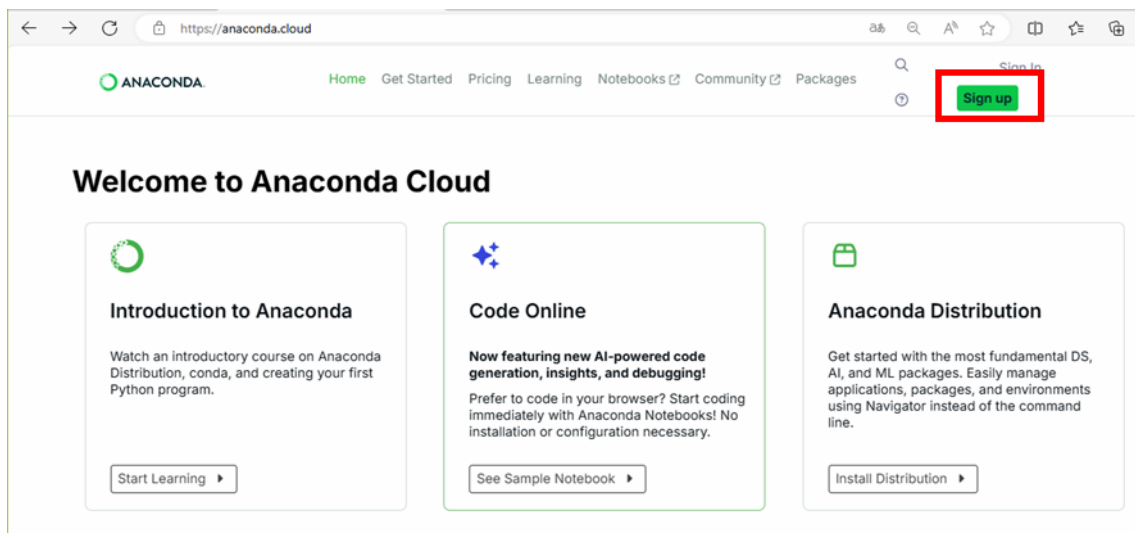 https://anaconda.cloud
ANACONDA.
Home Get Started Pricing Learning Notebooks Community Packages
Sign In
Sign up
Welcome to Anaconda Cloud
Introduction to Anaconda
Watch an introductory course on Anaconda
Distribution, conda, and creating your first
Python program.
Start Learning
Code Online
Now featuring new AI-powered code
generation, insights, and debugging!
Prefer to code in your browser? Start coding
immediately with Anaconda Notebooks! No
installation or configuration necessary.
See Sample Notebook
Anaconda Distribution
Get started with the most fundamental DS,
AI, and ML packages. Easily manage
applications, packages, and environments
using Navigator instead of the command
line.
Install Distribution